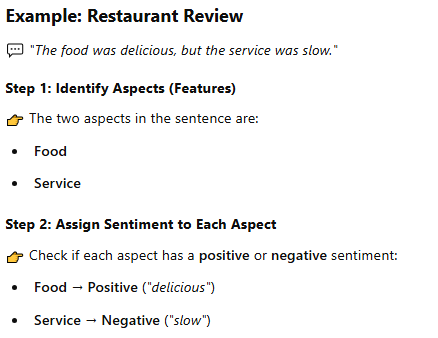 Example: Restaurant Review
💬 "The food was delicious, but the service was slow."
Step 1: Identify Aspects (Features)
👉 The two aspects in the sentence are:
• Food
• Service
Step 2: Assign Sentiment to Each Aspect
👉 Check if each aspect has a positive or negative sentiment:
• Food → Positive ("delicious")
• Service → Negative ("slow")